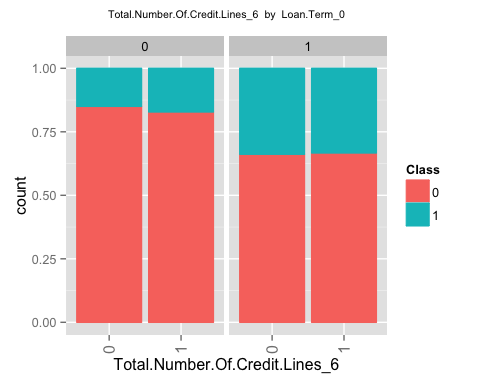 Total.Number.Of.Credit.Lines_6 by Loan.Term_0
0 1
1.00
0.75
0.50
0.25
0.00
count
0 1 0 1
Total.Number.Of.Credit.Lines_6
Class
0
1